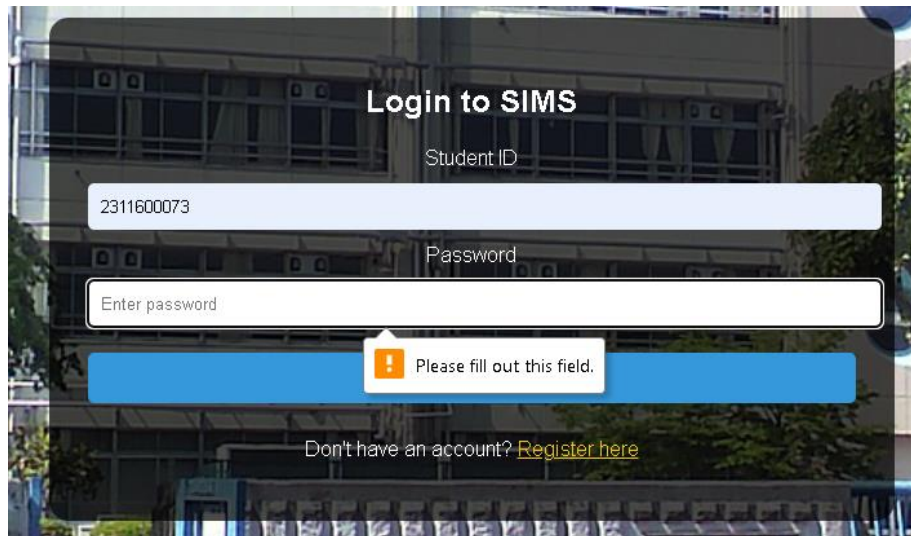 Login to SIMS
Student ID
2311600073
Password
Enter password
Please fill out this field.
Don't have an account? Register here